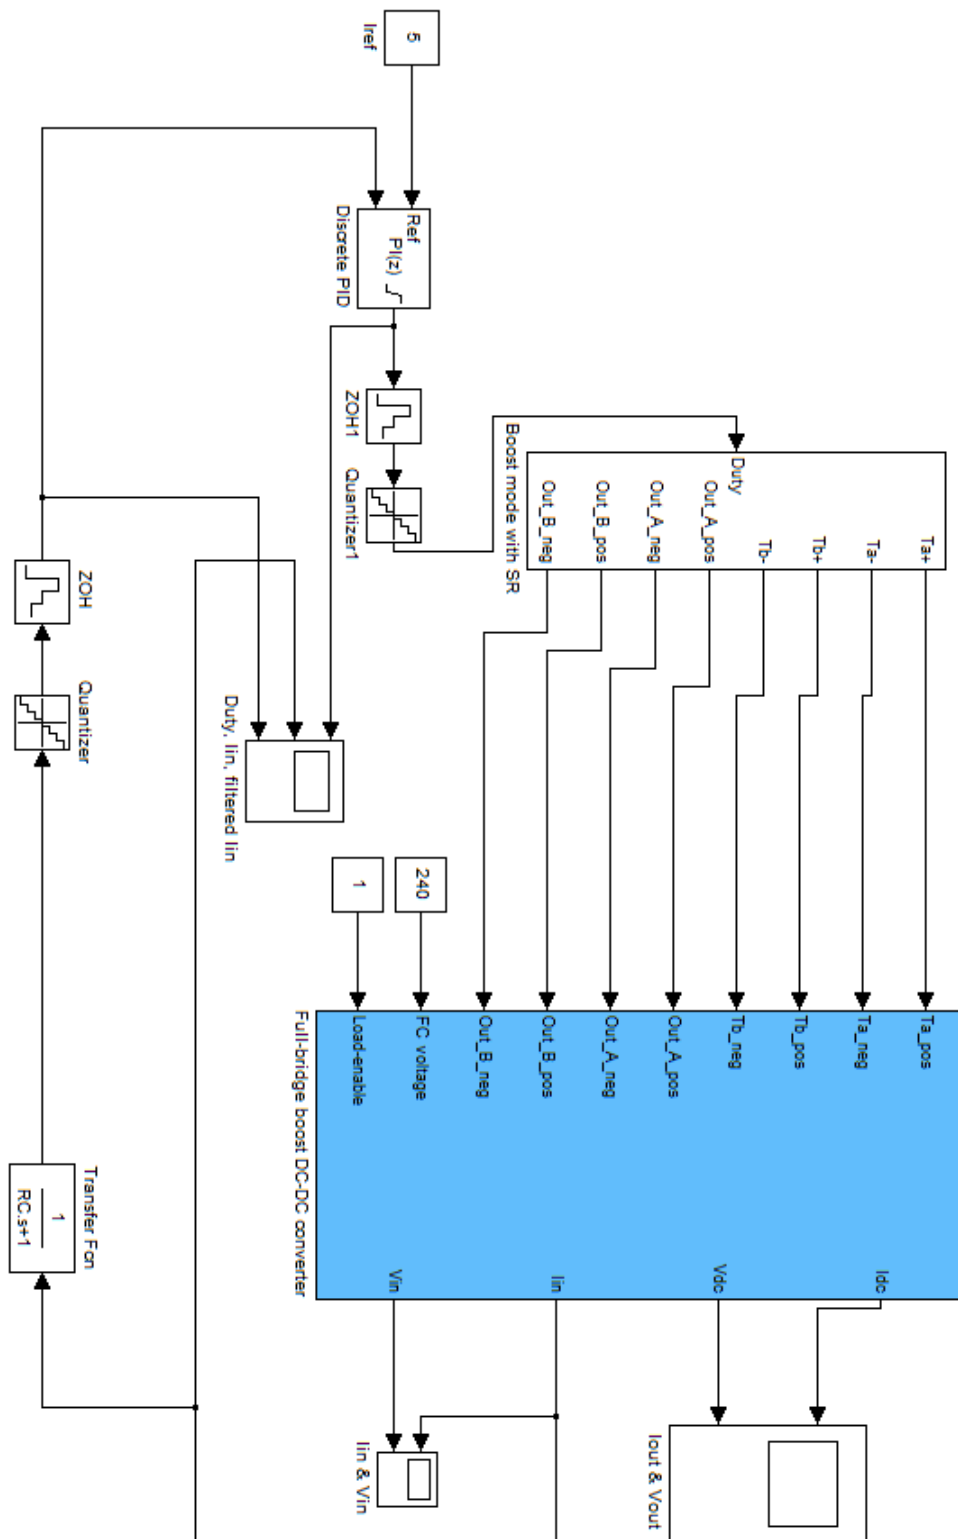 5
Iref
Ref
PI(z)
Discrete PID
ZOH1
Quantizer1
Duty
Ta+
Ta-
Tb+
Tb-
Out_A_pos
Out_A_neg
Out_B_pos
Out_B_neg
Boost mode with SR
ZOH
Quantizer
Duty, Iin, filtered Iin
240
1
Ta_pos
Ta_neg
Tb_pos
Tb_neg
Out_A_pos
Out_A_neg
Out_B_pos
Out_B_neg
FC voltage
Load-enable
Idc
Vdc
Iin
Vin
Full-bridge boost DC-DC converter
Iout & Vout
Iin & Vin
1
RC.s+1
Transfer Fcn